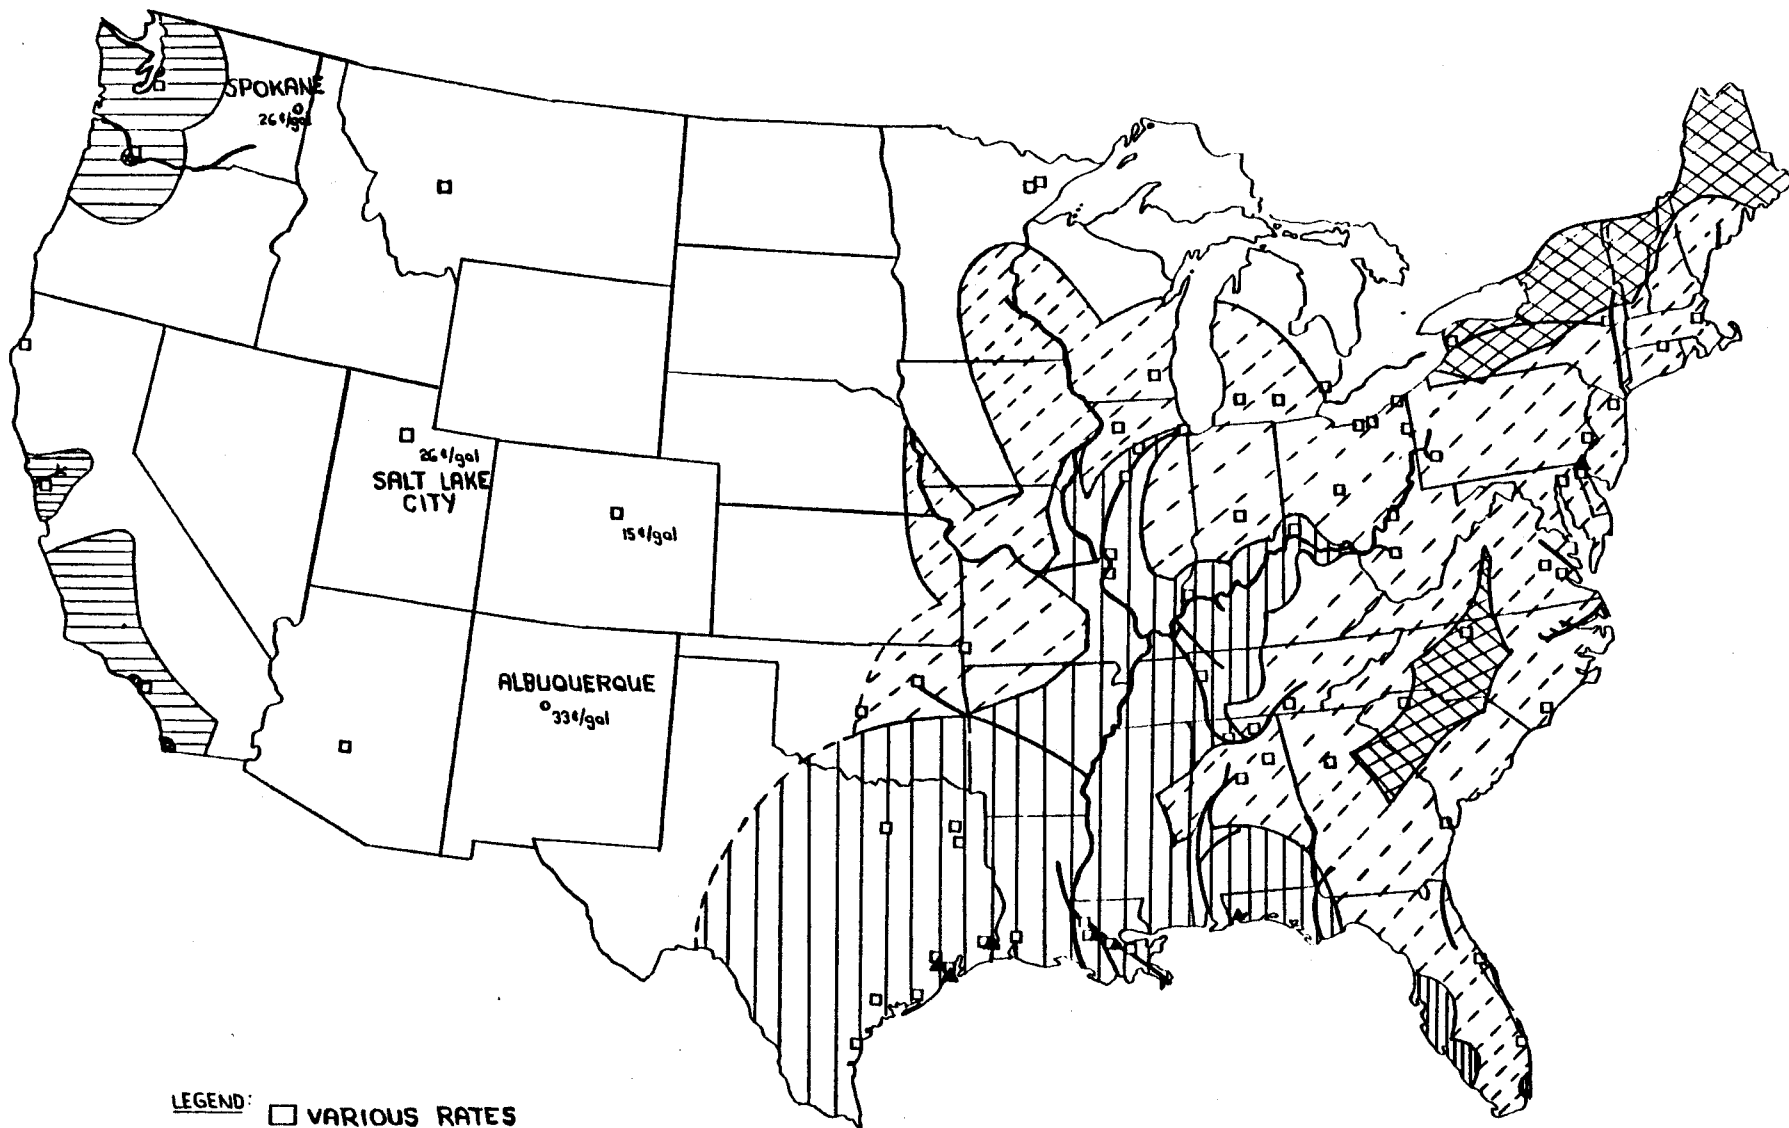 SPOKANE
26¢/gal
26¢/gal
SALT LAKE
CITY
15¢/gal
ALBUQUERQUE
33¢/gal
LEGEND:
VARIOUS RATES